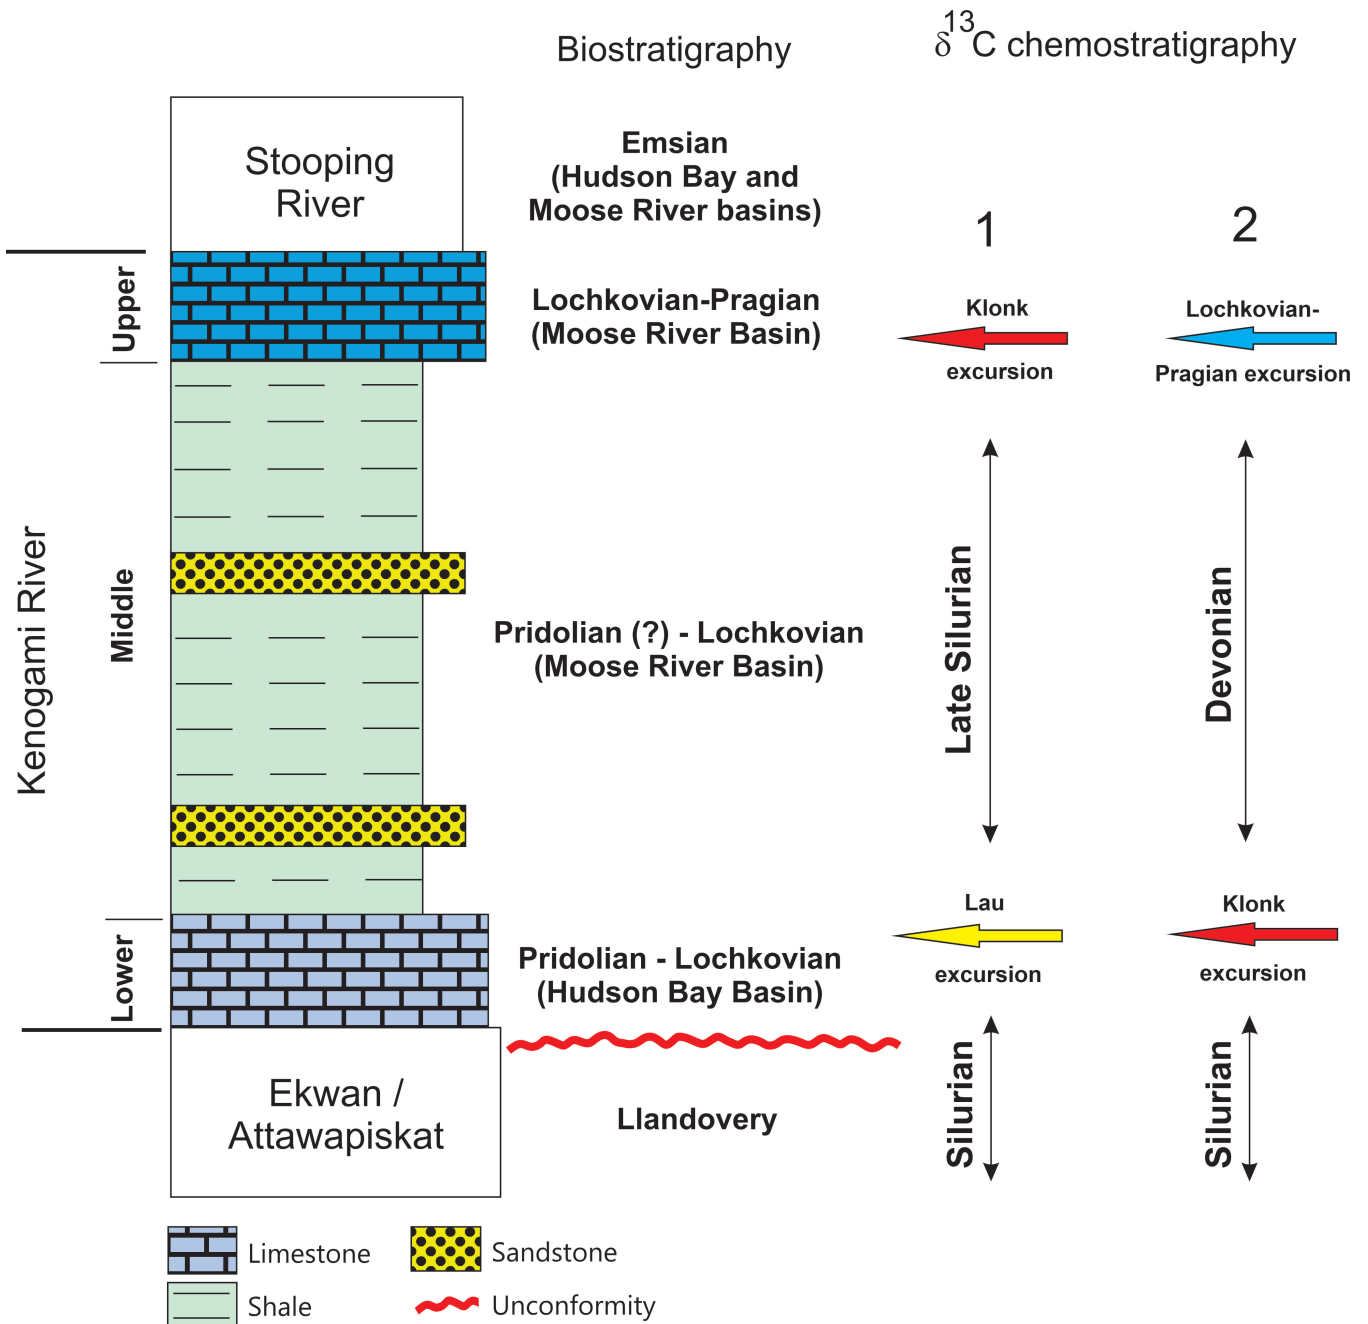 Biostratigraphy
δ13C chemostratigraphy
Stooping
River
Emsian
(Hudson Bay and
Moose River basins)
1
2
Upper
Lochkovian-Pragian
(Moose River Basin)
Klonk
excursion
Lochkovian-
Pragian excursion
Kenogami River
Middle
Pridolian (?) - Lochkovian
(Moose River Basin)
Late Silurian
Devonian
Lower
Pridolian - Lochkovian
(Hudson Bay Basin)
Lau
excursion
Klonk
excursion
Ekwan /
Attawapiskat
Llandovery
Silurian
Silurian
Limestone
Sandstone
Shale
Unconformity